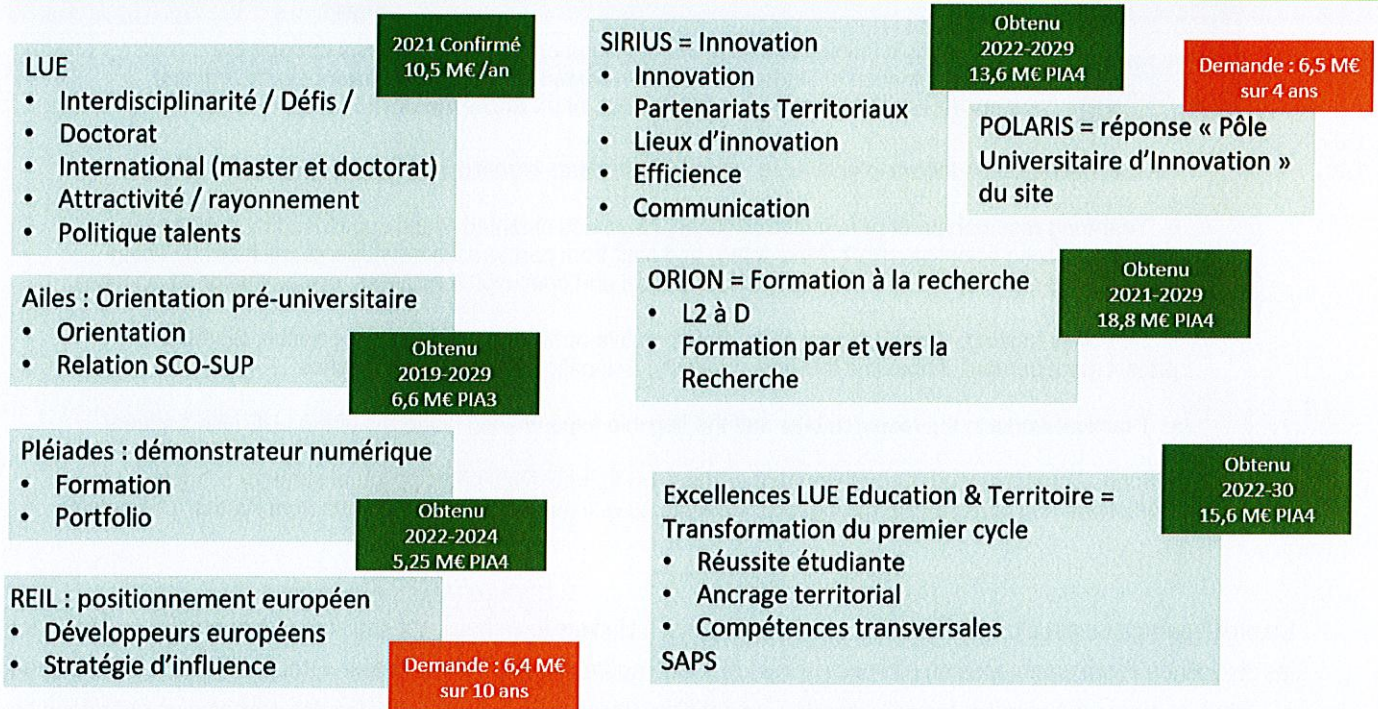 LUE
• Interdisciplinarité / Défis /
• Doctorat
• International (master et doctorat)
• Attractivité / rayonnement
• Politique talents
2021 Confirmé
10,5 M€ /an
Ailes : Orientation pré-universitaire
• Orientation
• Relation SCO-SUP
Obtenu
2019-2029
6,6 M€ PIA3
Pléiades : démonstrateur numérique
• Formation
• Portfolio
Obtenu
2022-2024
5,25 M€ PIA4
REIL : positionnement européen
• Développeurs européens
• Stratégie d’influence
Demande : 6,4 M€
sur 10 ans
SIRIUS = Innovation
• Innovation
• Partenariats Territoriaux
• Lieux d’innovation
• Efficience
• Communication
Obtenu
2022-2029
13,6 M€ PIA4
Demande : 6,5 M€
sur 4 ans
POLARIS = réponse « Pôle
Universitaire d’Innovation »
du site
ORION = Formation à la recherche
• L2 à D
• Formation par et vers la
Recherche
Obtenu
2021-2029
18,8 M€ PIA4
Excellences LUE Education & Territoire =
Transformation du premier cycle
• Réussite étudiante
• Ancrage territorial
• Compétences transversales
SAPS
Obtenu
2022-30
15,6 M€ PIA4